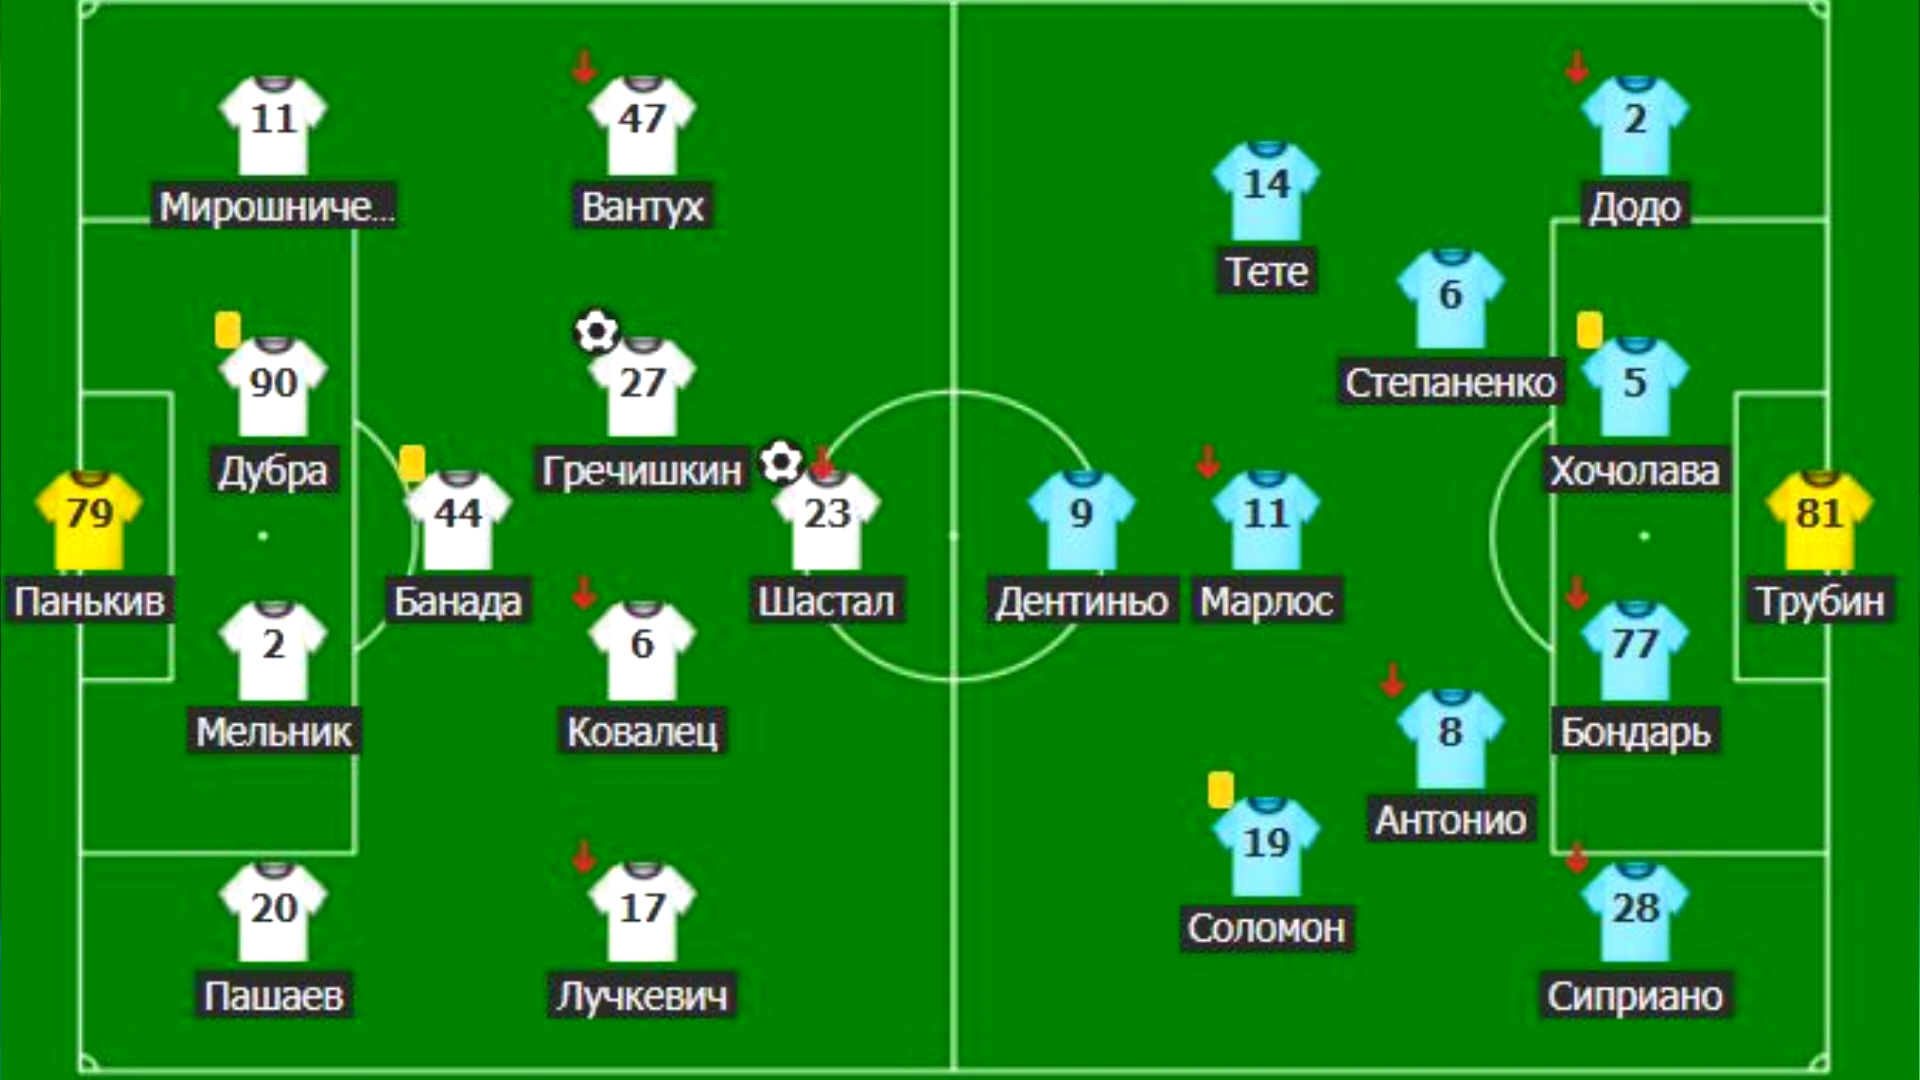 11
Мирошниче...
47
Вантух
90
Дубра
27
Гречишкин
79
Панькив
44
Банада
23
Шастал
2
Мельник
6
Ковалец
20
Пашаев
17
Лучкевич
2
Додо
14
Тете
6
Степаненко
5
Хочолава
9
Дентиньо
11
Марлос
81
Трубин
77
Бондарь
8
Антонио
19
Соломон
28
Сиприано